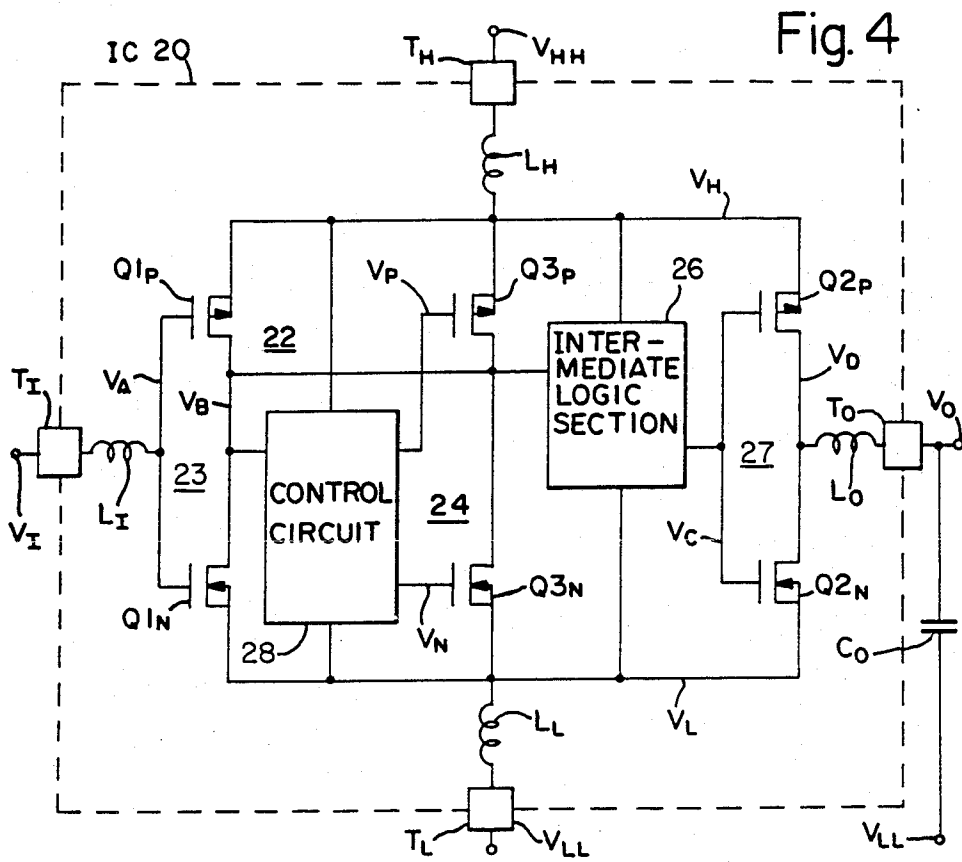 Fig. 4
IC 20
T_H
V_HH
L_H
V_H
Q1_P
V_P
Q3_P
26
Q2_P
22
INTER-
MEDIATE
LOGIC
SECTION
V_A
V_B
V_D
T_I
T_O
V_O
23
27
L_I
CONTROL
CIRCUIT
24
L_O
V_I
V_C
Q1_N
Q3_N
Q2_N
28
V_N
C_O
L_L
V_L
T_L
V_LL
V_LL